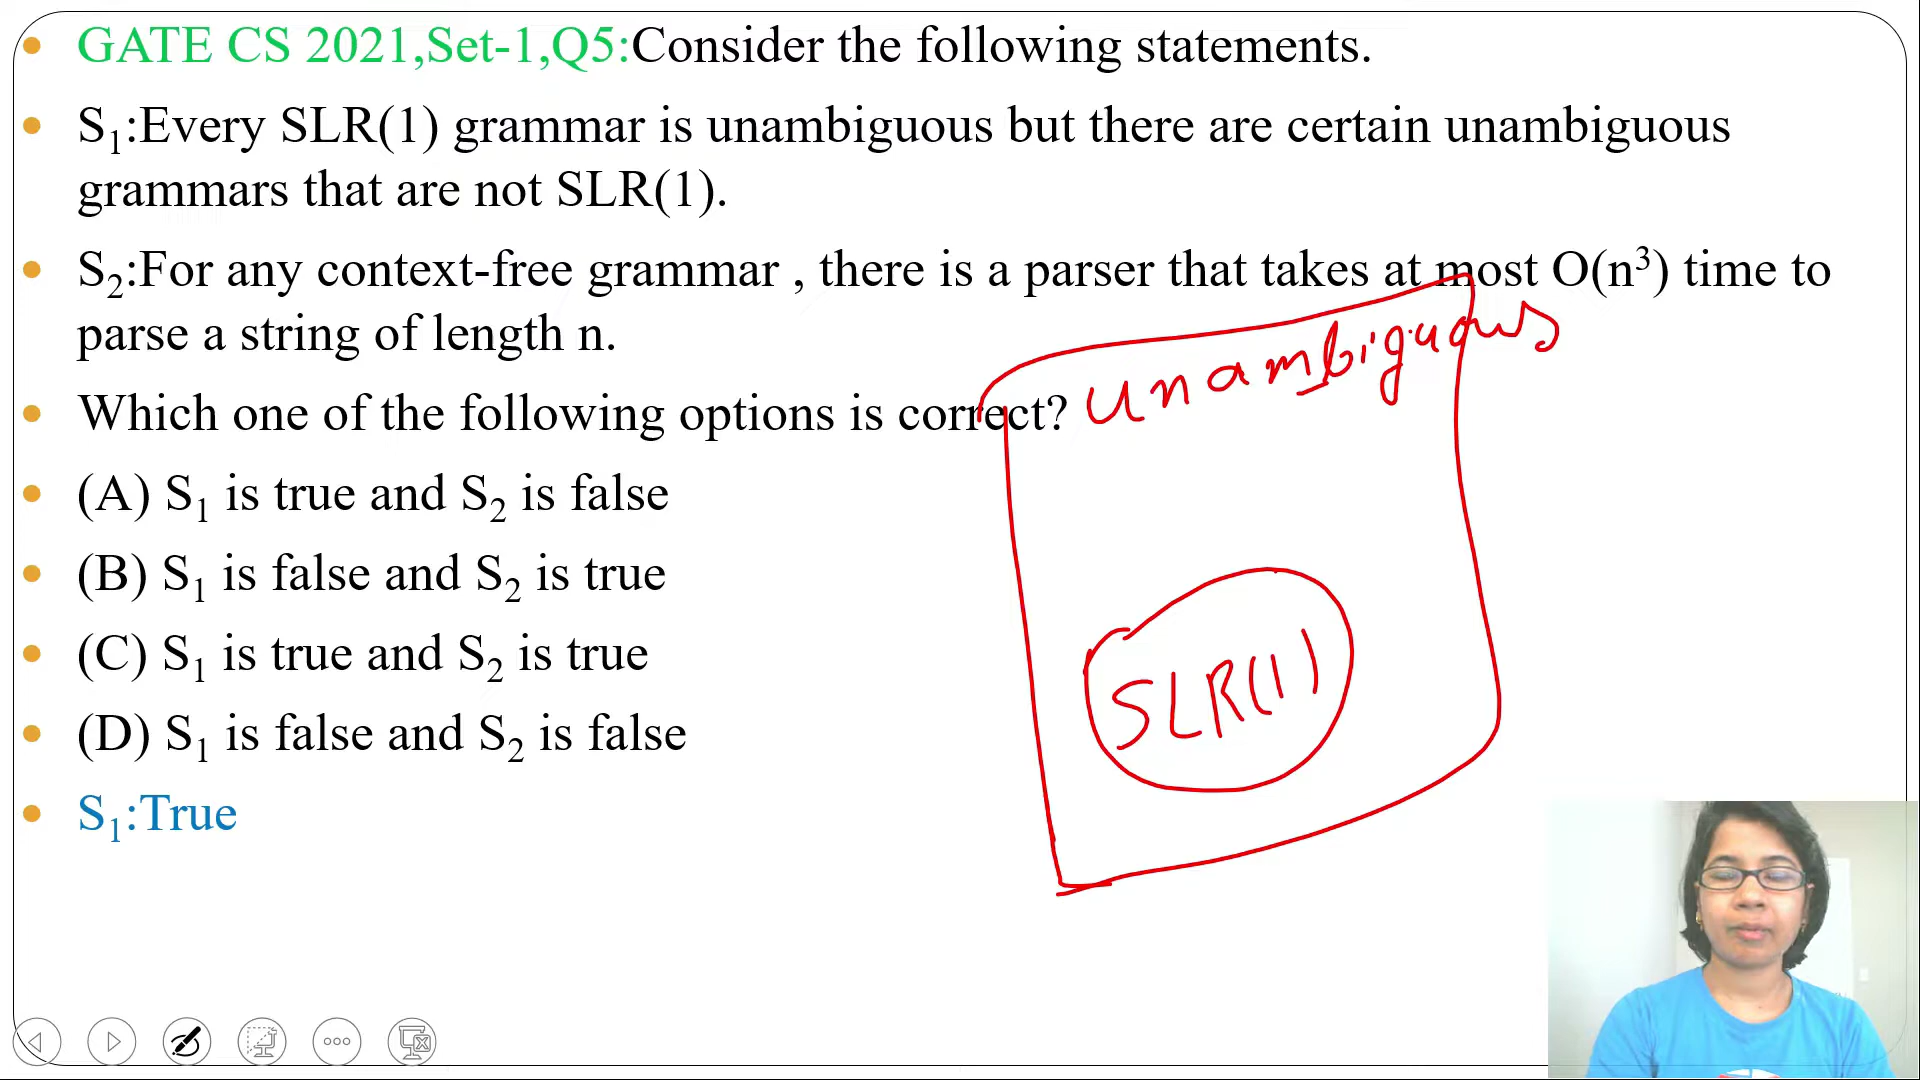 GATE CS 2021,Set-1,Q5:Consider the following statements.
S₁:Every SLR(1) grammar is unambiguous but there are certain unambiguous
grammars that are not SLR(1).
S₂:For any context-free grammar , there is a parser that takes at most O(n³) time to
parse a string of length n.
Which one of the following options is correct?
unambiguous
(A) S₁ is true and S₂ is false
(B) S₁ is false and S₂ is true
(C) S₁ is true and S₂ is true
SLR(1)
(D) S₁ is false and S₂ is false
S₁:True